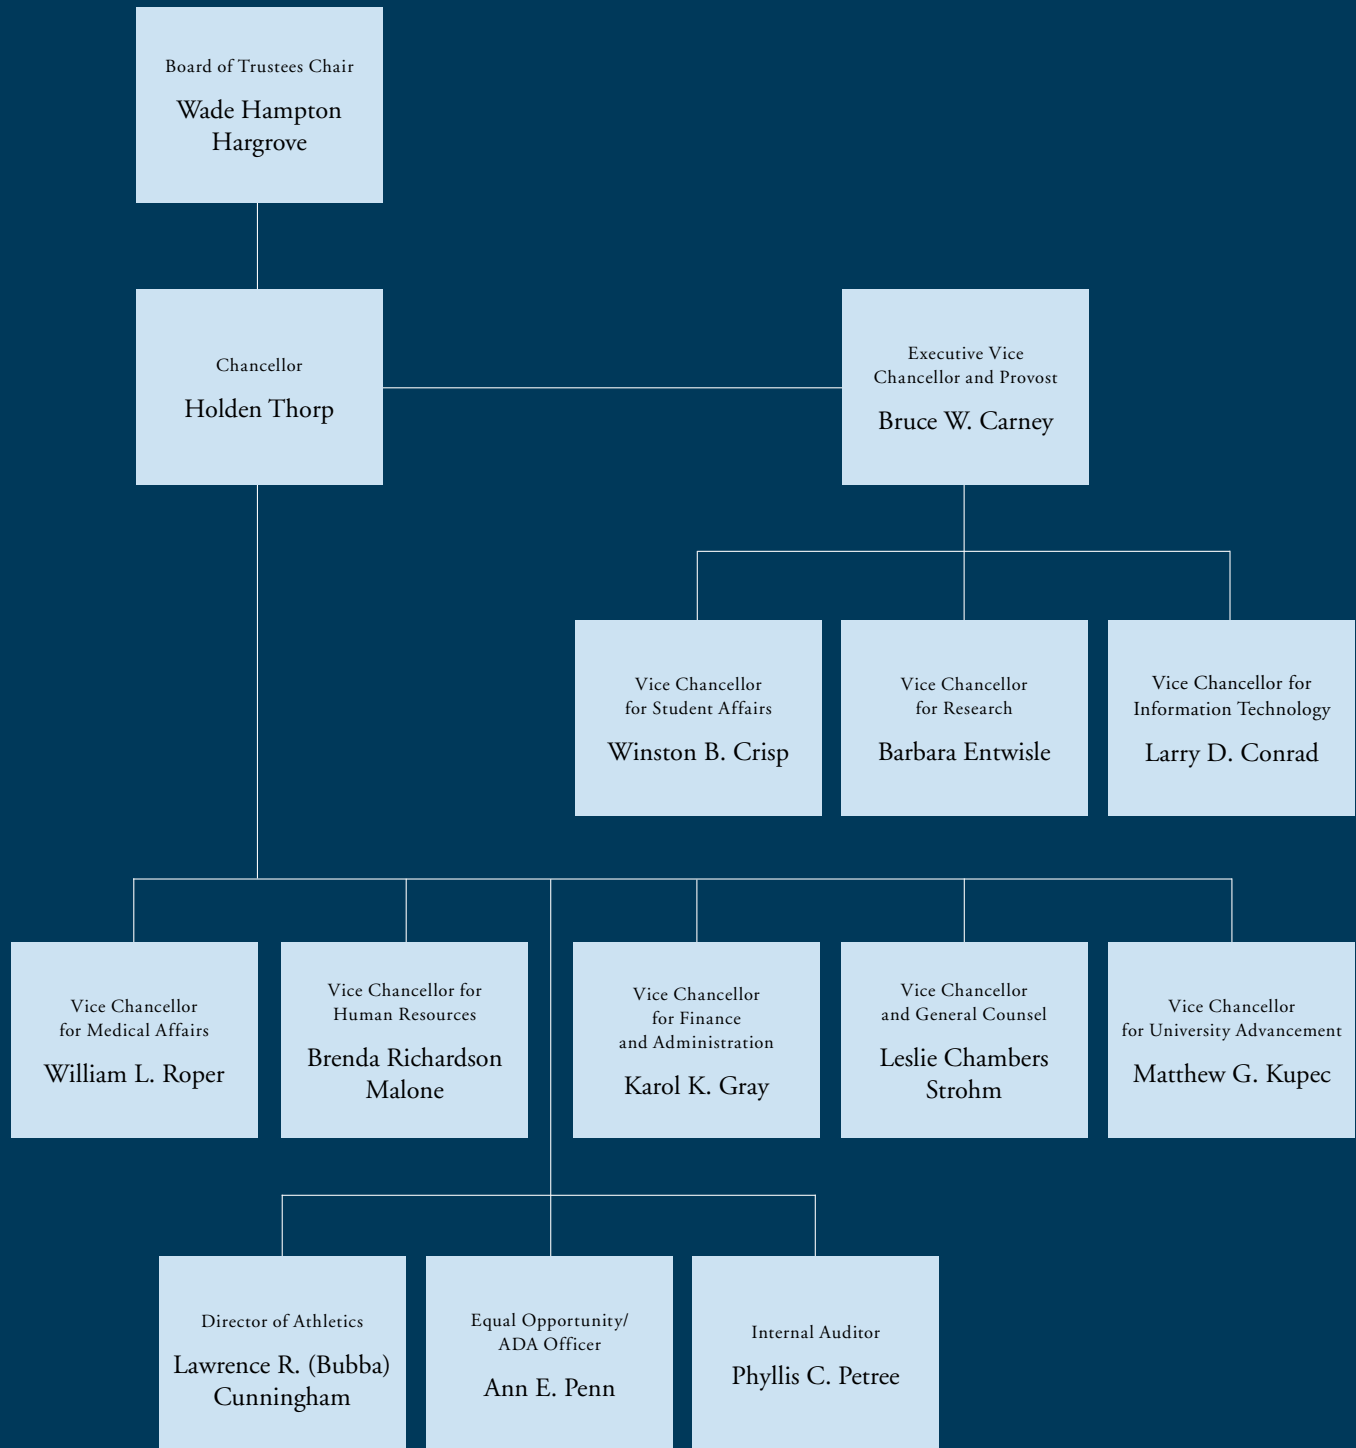 Board of Trustees Chair
Wade Hampton
Hargrove
Chancellor
Holden Thorp
Executive Vice
Chancellor and Provost
Bruce W. Carney
Vice Chancellor
for Student Affairs
Winston B. Crisp
Vice Chancellor
for Research
Barbara Entwisle
Vice Chancellor for
Information Technology
Larry D. Conrad
Vice Chancellor
for Medical Affairs
William L. Roper
Vice Chancellor for
Human Resources
Brenda Richardson
Malone
Vice Chancellor
for Finance
and Administration
Karol K. Gray
Vice Chancellor
and General Counsel
Leslie Chambers
Strohm
Vice Chancellor
for University Advancement
Matthew G. Kupec
Director of Athletics
Lawrence R. (Bubba)
Cunningham
Equal Opportunity/
ADA Officer
Ann E. Penn
Internal Auditor
Phyllis C. Petree